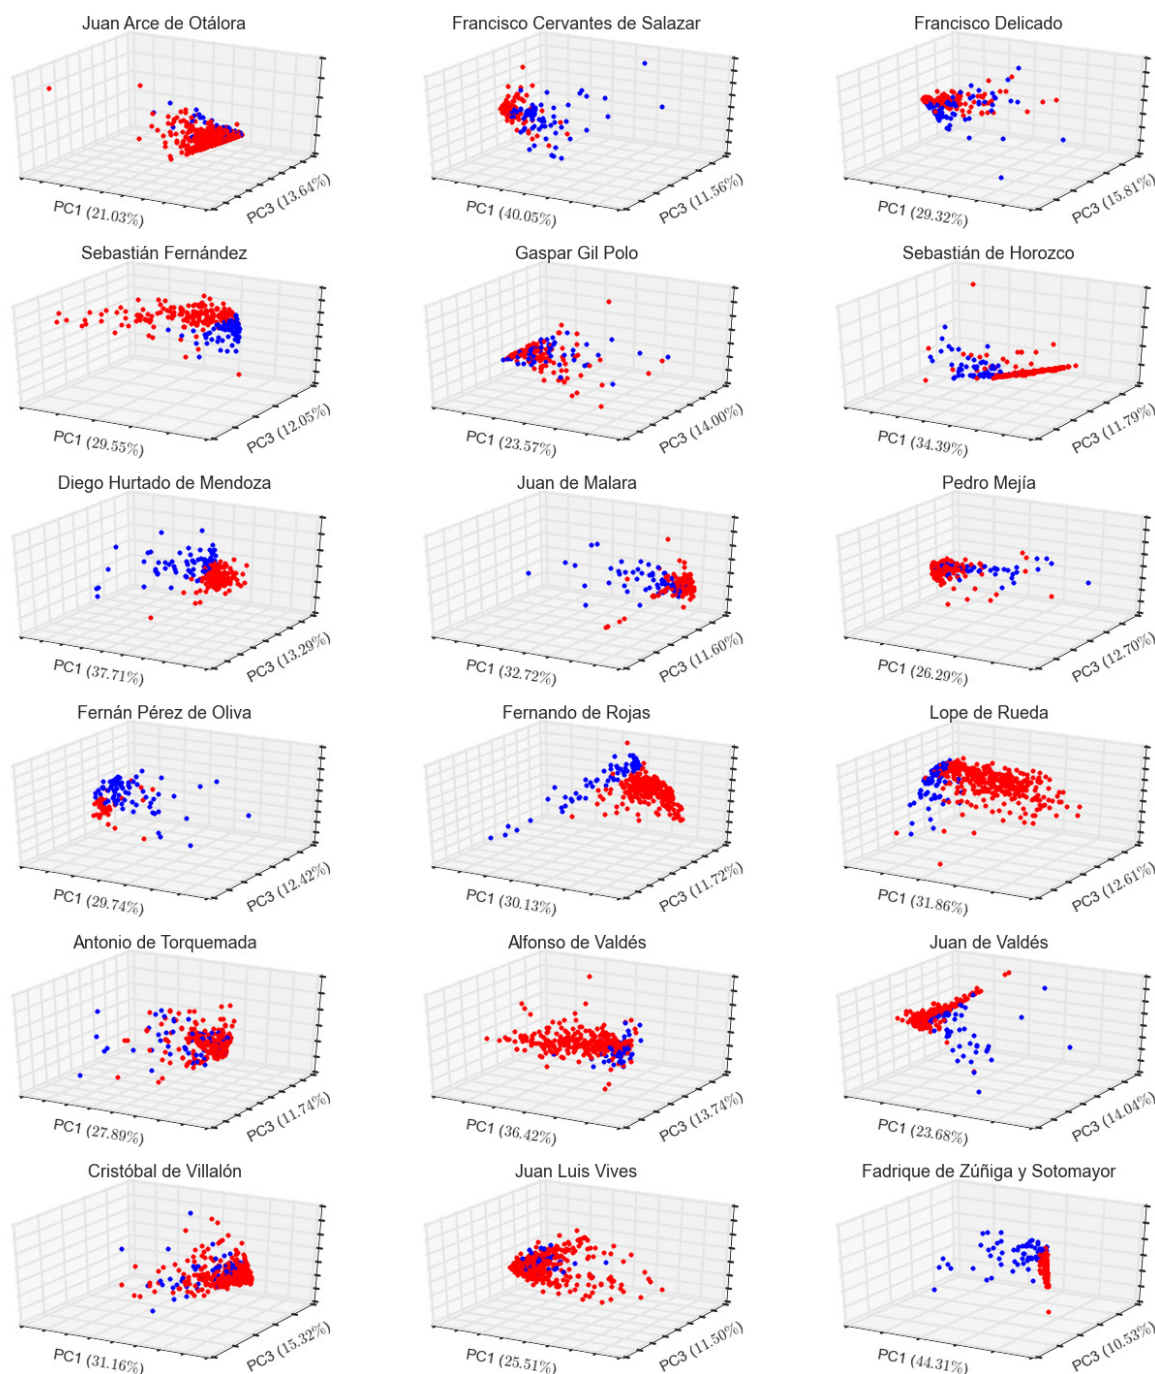 Juan Arce de Otálora
Francisco Cervantes de Salazar
Francisco Delicado
PC1 (21.03%)
PC3 (13.64%)
PC1 (40.05%)
PC3 (11.56%)
PC1 (29.32%)
PC3 (15.81%)
Sebastián Fernández
Gaspar Gil Polo
Sebastián de Horozco
PC1 (29.55%)
PC3 (12.05%)
PC1 (23.57%)
PC3 (14.00%)
PC1 (34.39%)
PC3 (11.79%)
Diego Hurtado de Mendoza
Juan de Malara
Pedro Mejía
PC1 (37.71%)
PC3 (13.29%)
PC1 (32.72%)
PC3 (11.60%)
PC1 (26.29%)
PC3 (12.70%)
Fernán Pérez de Oliva
Fernando de Rojas
Lope de Rueda
PC1 (29.74%)
PC3 (12.42%)
PC1 (30.13%)
PC3 (11.72%)
PC1 (31.86%)
PC3 (12.61%)
Antonio de Torquemada
Alfonso de Valdés
Juan de Valdés
PC1 (27.89%)
PC3 (11.74%)
PC1 (36.42%)
PC3 (13.74%)
PC1 (23.68%)
PC3 (14.04%)
Cristóbal de Villalón
Juan Luis Vives
Fadrique de Zúñiga y Sotomayor
PC1 (31.16%)
PC3 (15.32%)
PC1 (25.51%)
PC3 (11.50%)
PC1 (44.31%)
PC3 (10.53%)